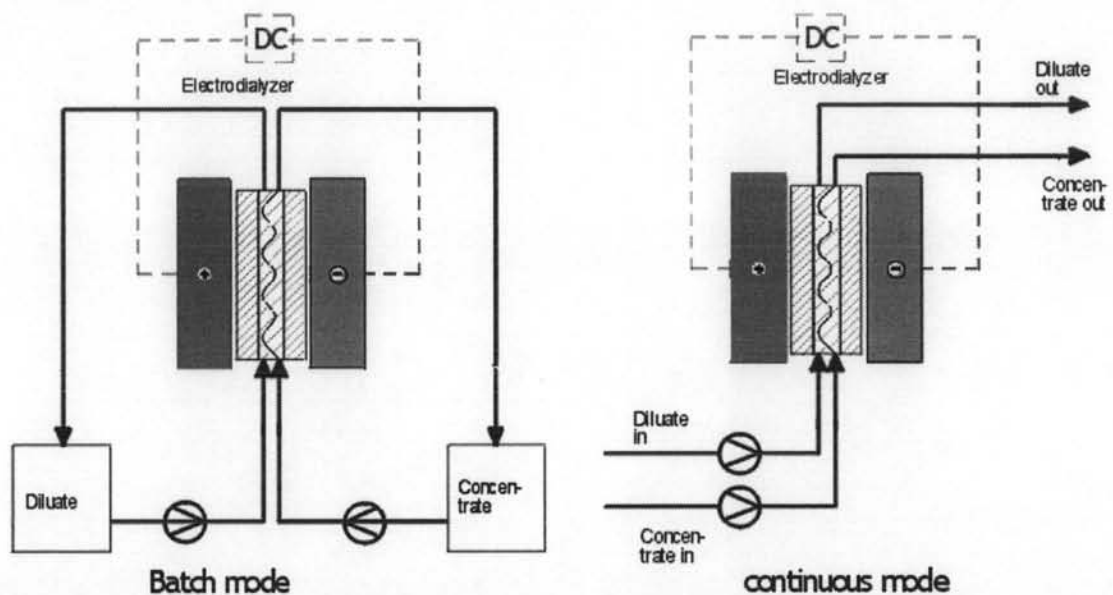 DC
Electrodialyzer
+
−
Diluate
Concen-
trate
Batch mode
DC
Electrodialyzer
Diluate
out
Concen-
trate out
+
−
Diluate
in
Concen-
trate in
continuous mode